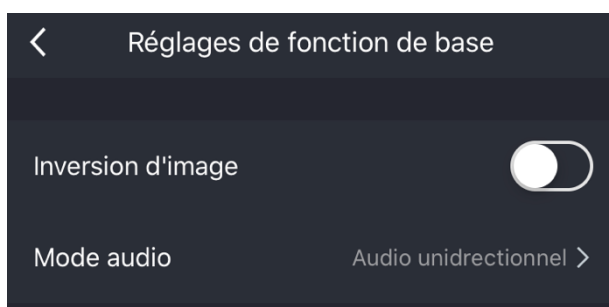 Réglages de fonction de base
Inversion d'image
Mode audio Audio unidirectionnel